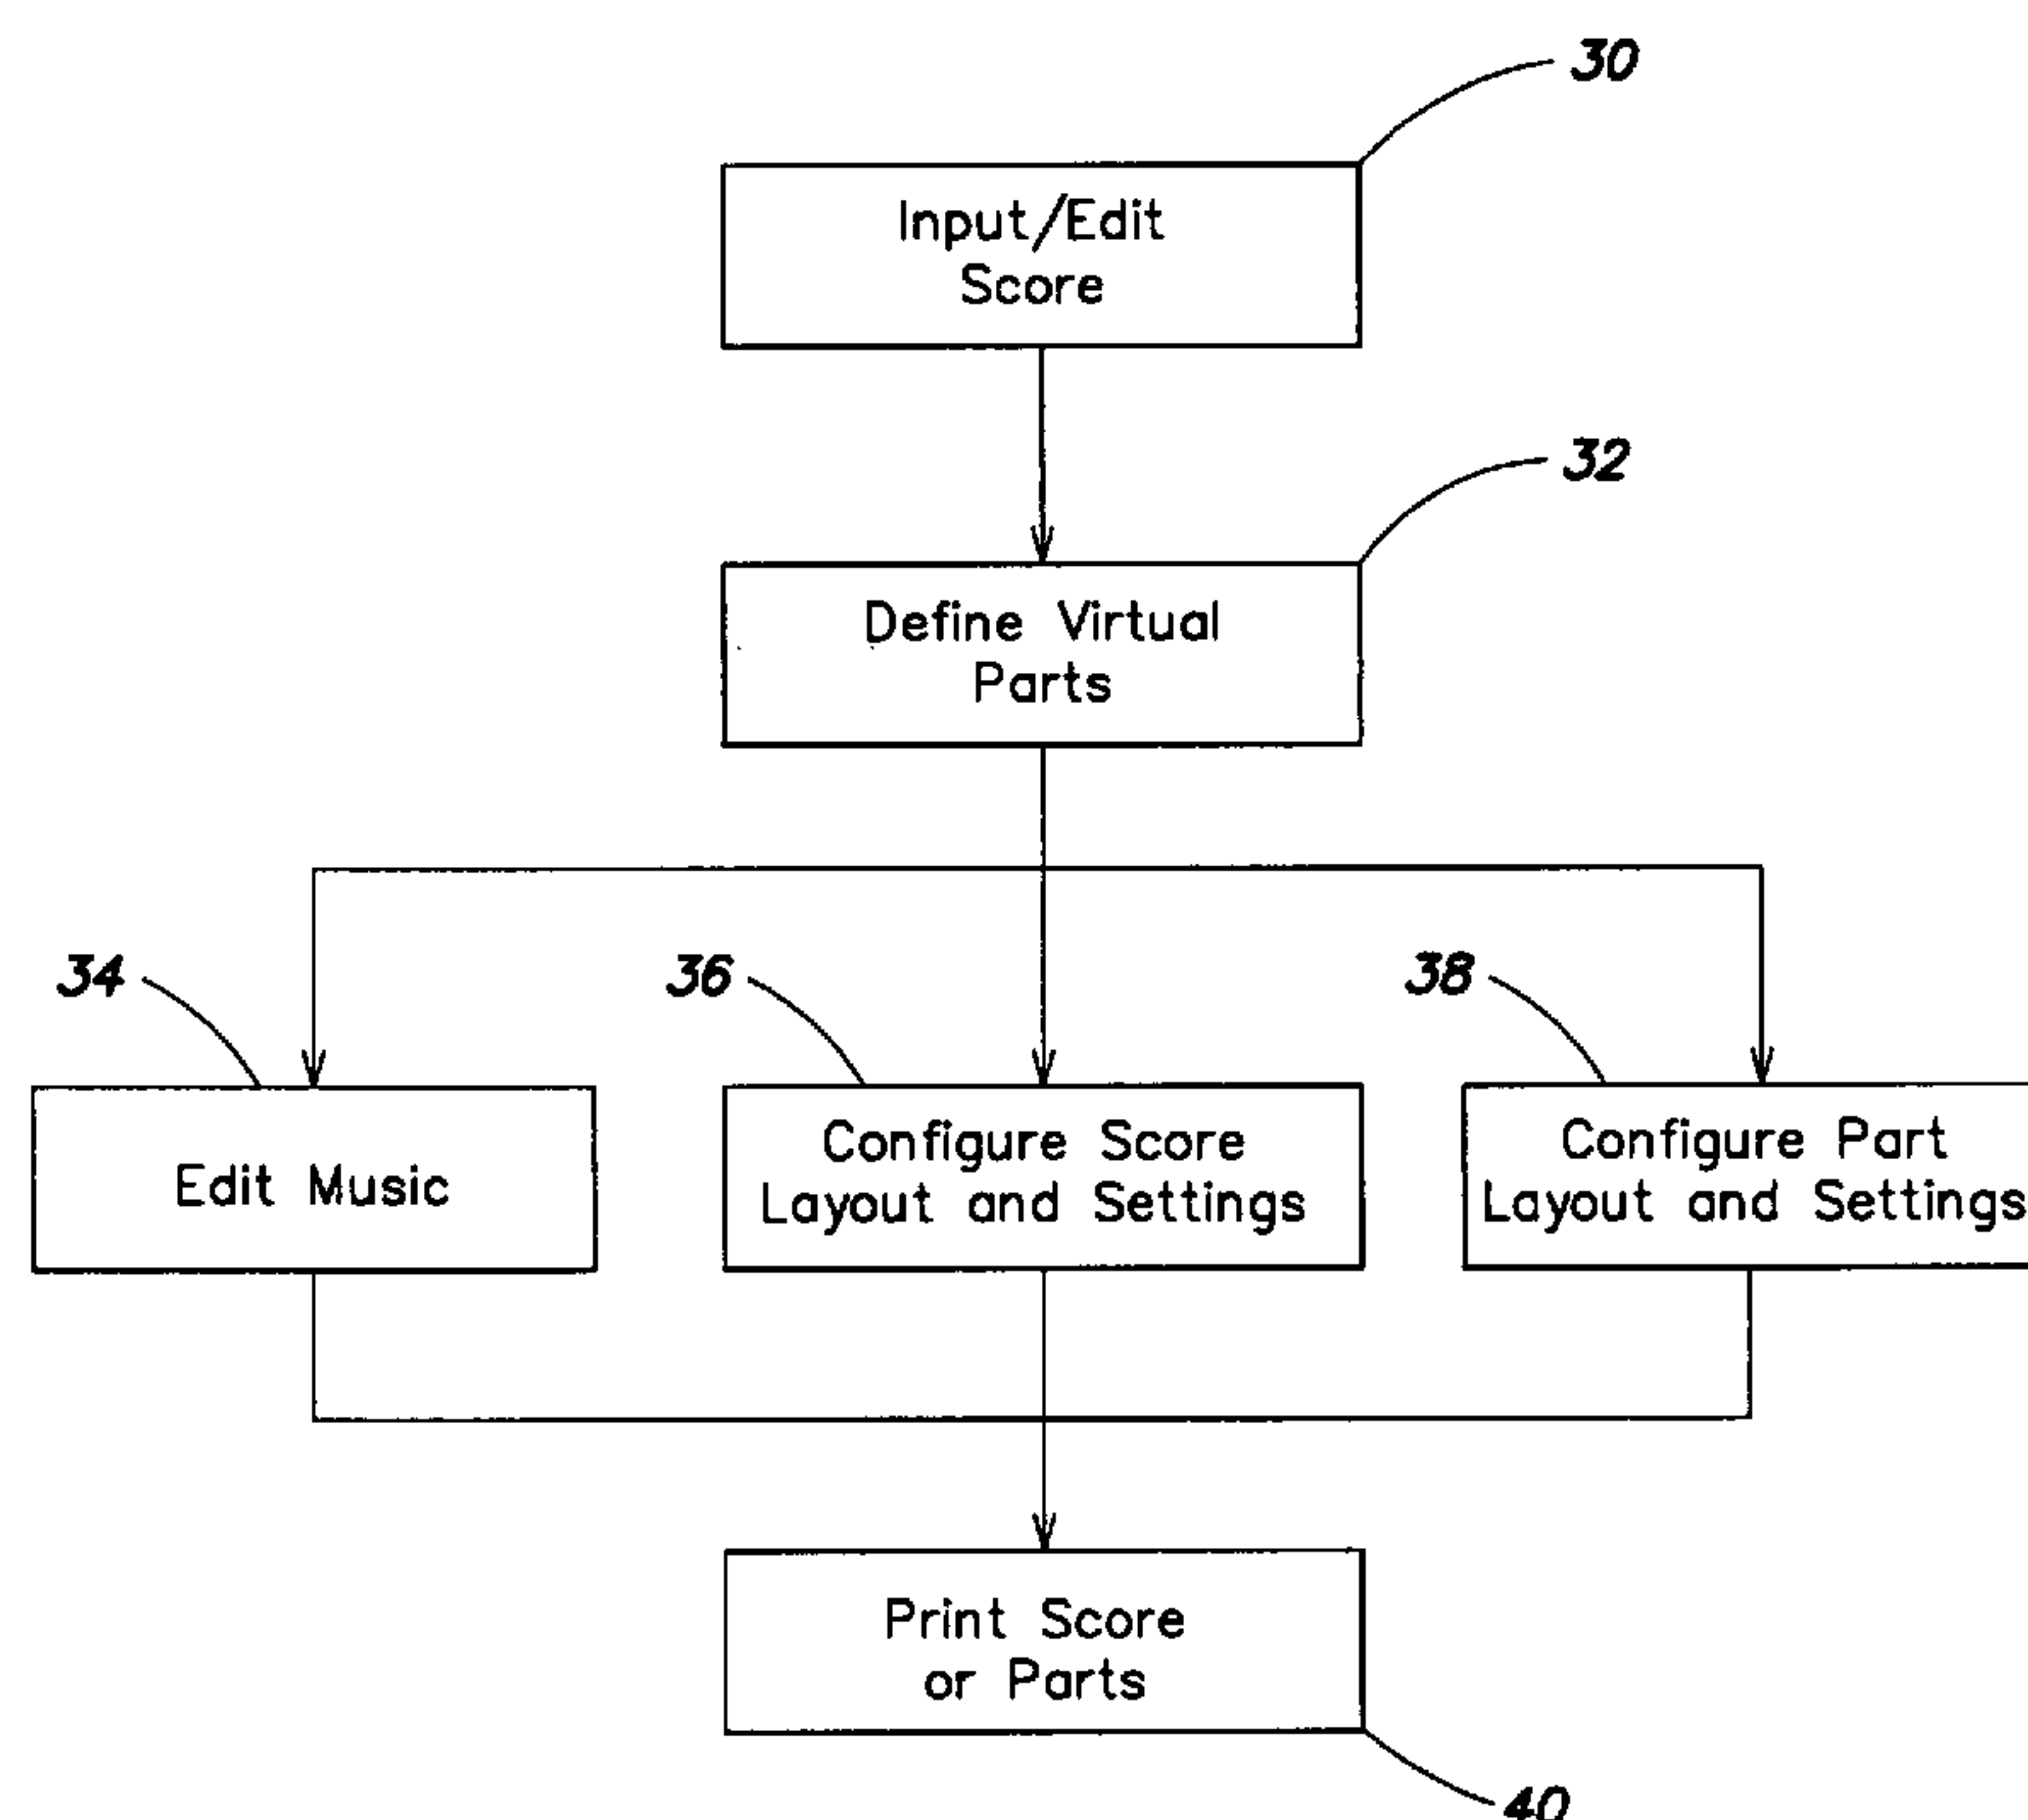 30
Input/Edit
Score
32
Define Virtual
Parts
34
36
38
Edit Music
Configure Score
Layout and Settings
Configure Part
Layout and Settings
Print Score
or Parts
40